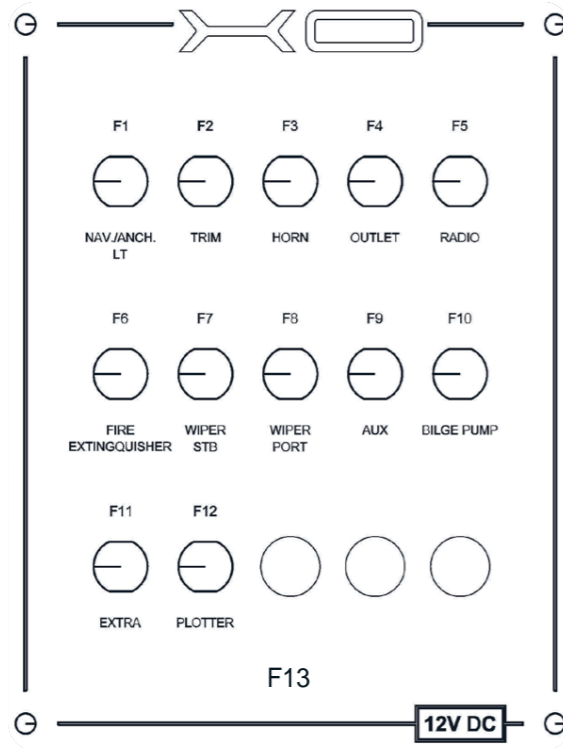 F1 F2 F3 F4 F5
NAV./ANCH. TRIM HORN OUTLET RADIO
LT
F6 F7 F8 F9 F10
FIRE WIPER WIPER AUX BILGE PUMP
EXTINGQUISHER STB PORT
F11 F12
EXTRA PLOTTER
F13
12V DC